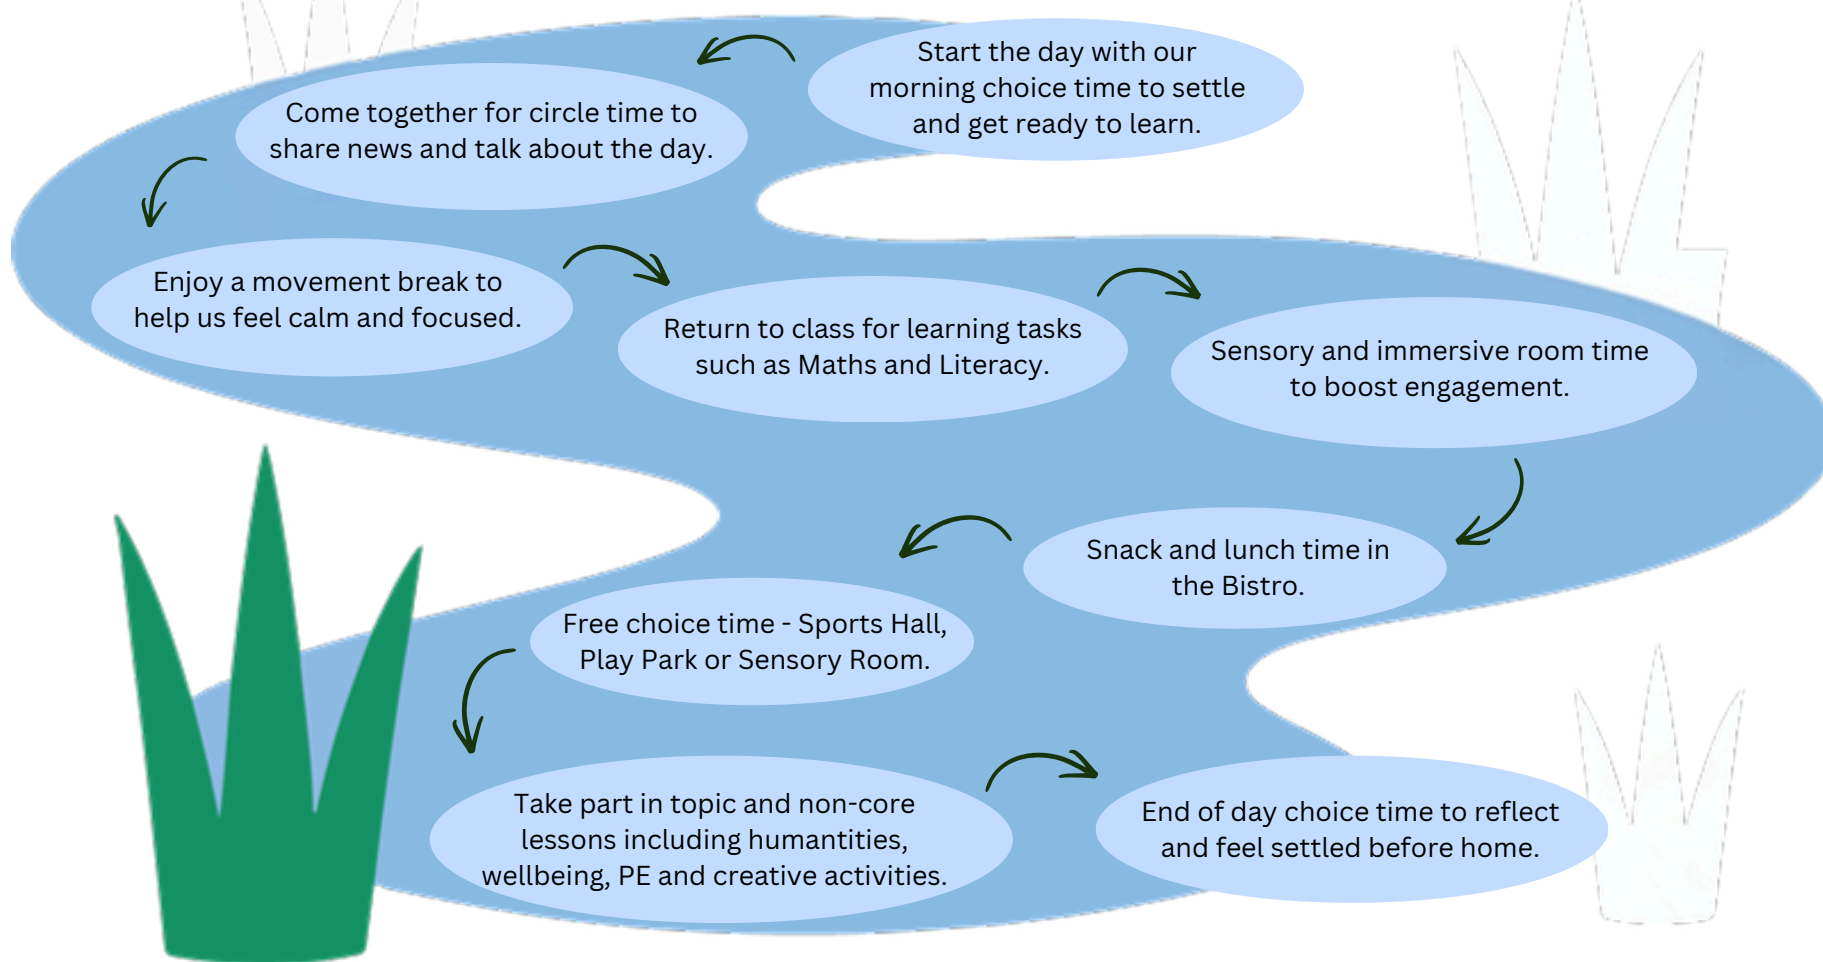 Start the day with our
morning choice time to settle
and get ready to learn.
Come together for circle time to
share news and talk about the day.
Enjoy a movement break to
help us feel calm and focused.
Return to class for learning tasks
such as Maths and Literacy.
Sensory and immersive room time
to boost engagement.
Snack and lunch time in
the Bistro.
Free choice time - Sports Hall,
Play Park or Sensory Room.
Take part in topic and non-core
lessons including humantities,
wellbeing, PE and creative activities.
End of day choice time to reflect
and feel settled before home.